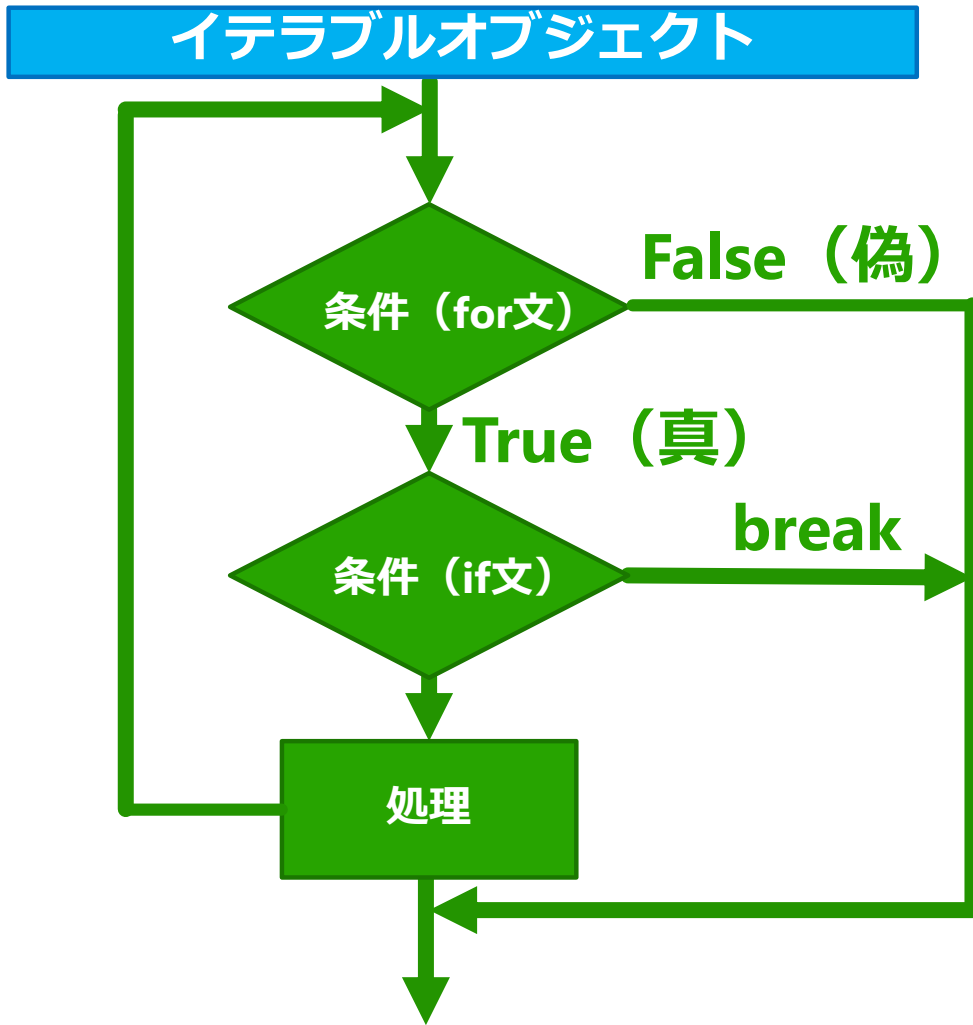 イテラブルオブジェクト
False（偽）
条件（for文）
True（真）
break
条件（if文）
処理